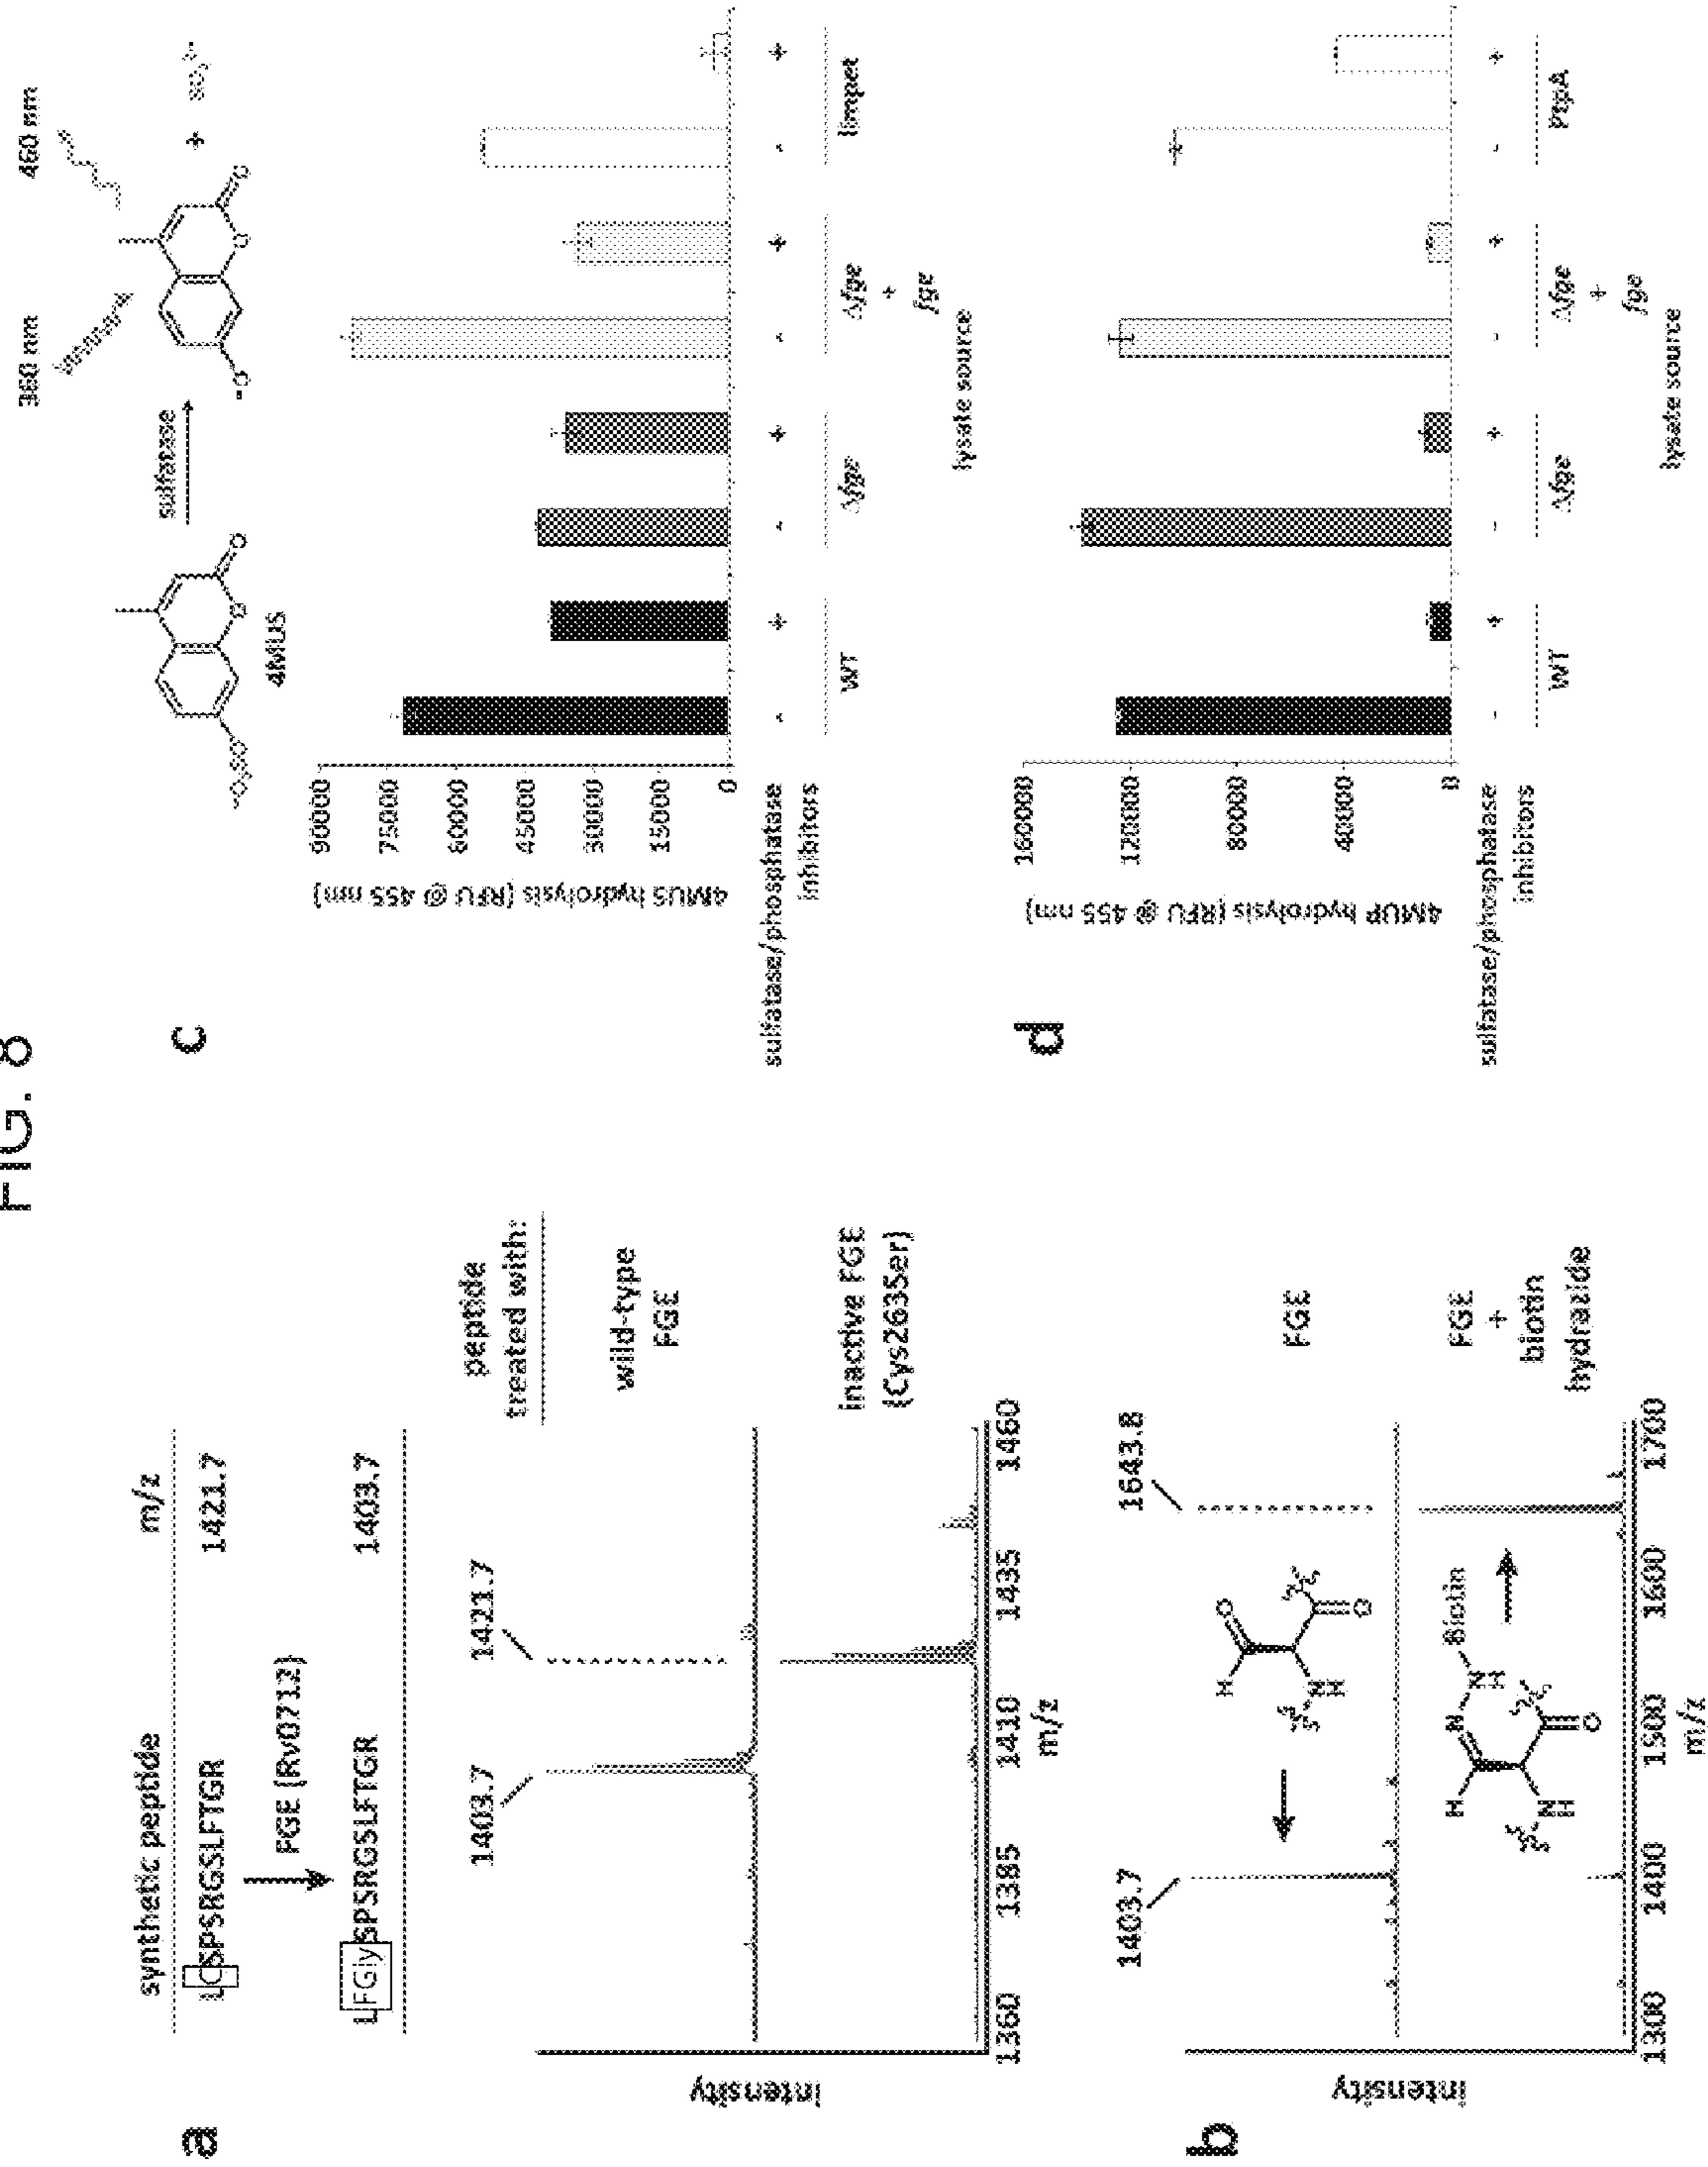 FIG. 8
a
synthetic peptide m/z
LCSPSRGSLFTGR 1421.7
FGE (Rv0712)
LFGlySPSRGSLFTGR 1403.7
peptide
treated with:
1403.7 1421.7
wild-type
FGE
inactive FGE
(Cys263Ser)
intensity
1360 1385 1410 1435 1460
m/z
b
1403.7 1643.8
H O
N
H
O
FGE
H N N
H
Biotin
N
H
O
FGE
+
biotin
hydrazide
intensity
1300 1400 1500 1600 1700
m/z
c
360 nm 460 nm
sulfatase
-O3SO O O
4MUS
-O O O
+ SO4 2-
4MUS hydrolysis (RFU @ 455 nm)
90000
75000
60000
45000
30000
15000
0
sulfatase/phosphatase
inhibitors
- + - + - + - +
WT Δfge Δfge
+
fge
limpet
lysate source
d
4MUP hydrolysis (RFU @ 455 nm)
160000
120000
80000
40000
0
sulfatase/phosphatase
inhibitors
- + - + - + - +
WT Δfge Δfge
+
fge
PtpA
lysate source